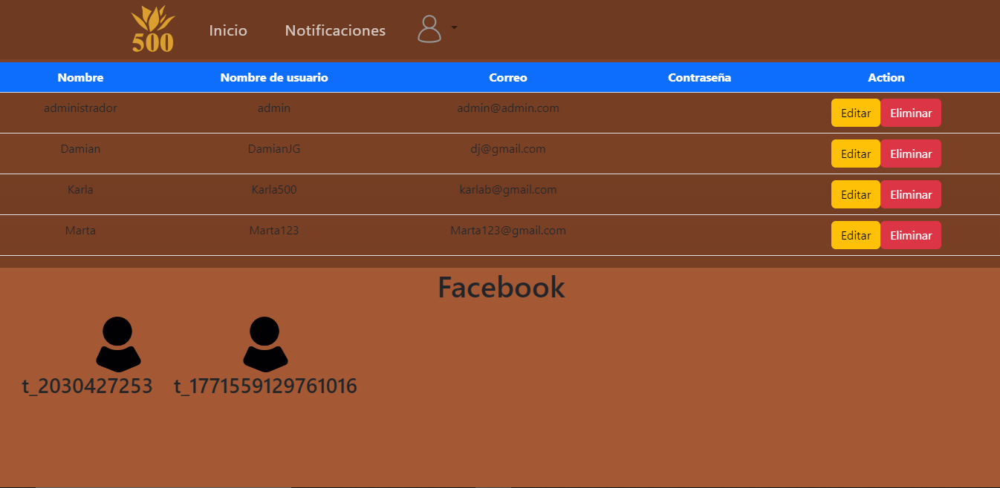 500 Inicio Notificaciones
Nombre Nombre de usuario Correo Contraseña Action
administrador admin admin@admin.com Editar Eliminar
Damian DamianJG dj@gmail.com Editar Eliminar
Karla Karla500 karlab@gmail.com Editar Eliminar
Marta Marta123 Marta123@gmail.com Editar Eliminar
Facebook
t_2030427253 t_1771559129761016